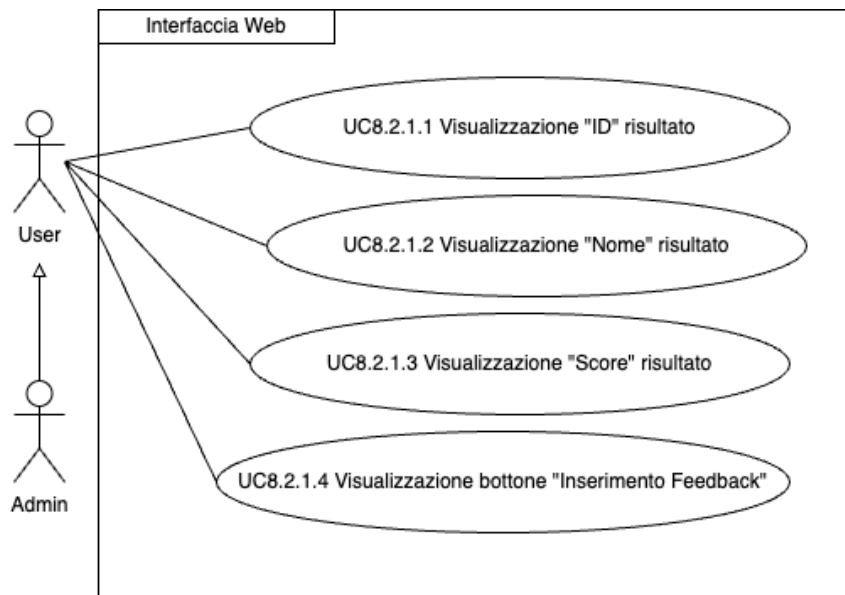 Interfaccia Web
UC8.2.1.1 Visualizzazione "ID" risultato
User
UC8.2.1.2 Visualizzazione "Nome" risultato
UC8.2.1.3 Visualizzazione "Score" risultato
UC8.2.1.4 Visualizzazione bottone "Inserimento Feedback"
Admin